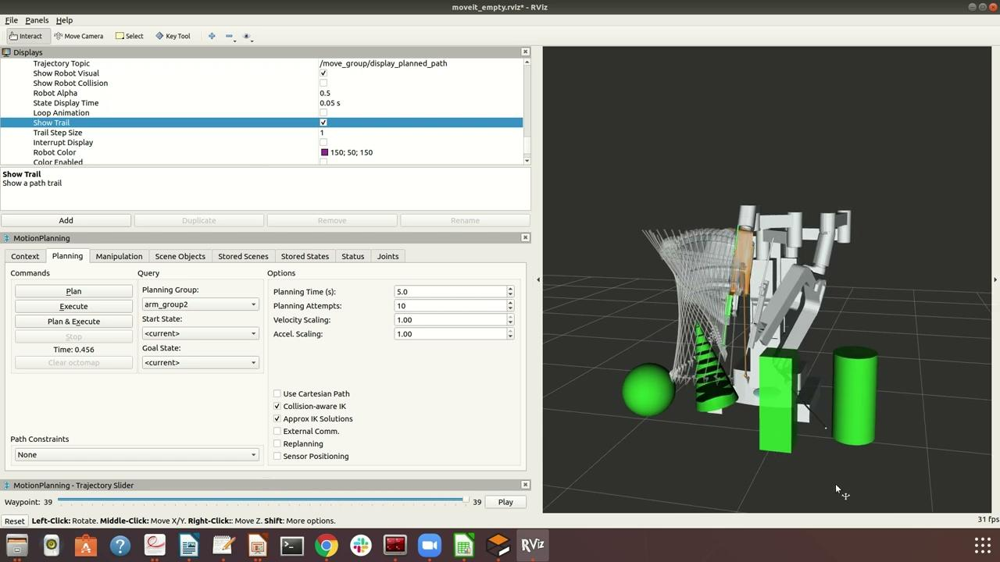 moveit_empty.rviz* - RViz
File Panels Help
Interact Move Camera Select Key Tool
Displays
Trajectory Topic /move_group/display_planned_path
Show Robot Visual
Show Robot Collision
Robot Alpha 0.5
State Display Time 0.05 s
Loop Animation
Show Trail
Trail Step Size 1
Interrupt Display
Robot Color 150; 50; 150
Color Enabled
Show Trail
Show a path trail
Add Duplicate Remove Rename
MotionPlanning
Context Planning Manipulation Scene Objects Stored Scenes Stored States Status Joints
Commands Query Options
Plan Planning Group: Planning Time (s): 5.0
Execute arm_group2 Planning Attempts: 10
Plan & Execute Start State: Velocity Scaling: 1.00
Stop <current> Accel. Scaling: 1.00
Time: 0.456 Goal State:
Clear octomap <current>
Use Cartesian Path
Collision-aware IK
Approx IK Solutions
External Comm.
Path Constraints Replanning
None Sensor Positioning
MotionPlanning - Trajectory Slider
Waypoint: 39 39 Play
Reset Left-Click: Rotate. Middle-Click: Move X/Y. Right-Click:: Move Z. Shift: More options. 31 fps
RViz